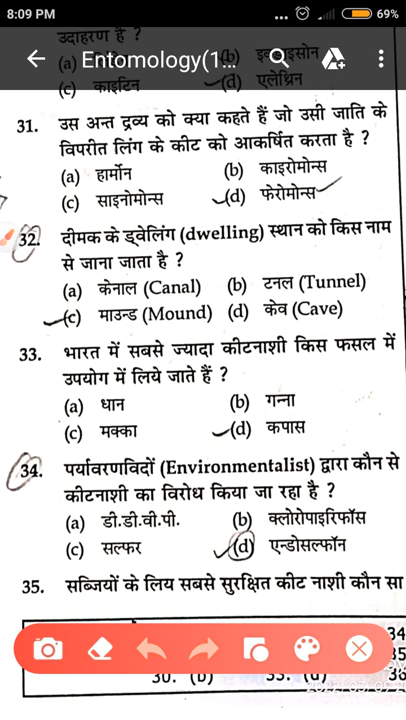 8:09 PM
69%
उदाहरण है ?
Entomology(1...
(a)
(b)
(c) काइटिन
(d) एलेथ्रिन
31. उस अन्त द्रव्य को क्या कहते हैं जो उसी जाति के
विपरीत लिंग के कीट को आकर्षित करता है ?
(a) हार्मोन (b) काइरोमोन्स
(c) साइनोमोन्स (d) फेरोमोन्स
32. दीमक के ड्वेलिंग (dwelling) स्थान को किस नाम
से जाना जाता है ?
(a) केनाल (Canal) (b) टनल (Tunnel)
(c) माउन्ड (Mound) (d) केव (Cave)
33. भारत में सबसे ज्यादा कीटनाशी किस फसल में
उपयोग में लिये जाते हैं ?
(a) धान (b) गन्ना
(c) मक्का (d) कपास
34. पर्यावरणविदों (Environmentalist) द्वारा कौन से
कीटनाशी का विरोध किया जा रहा है ?
(a) डी.डी.वी.पी. (b) क्लोरोपाइरिफॉस
(c) सल्फर (d) एन्डोसल्फॉन
35. सब्जियों के लिय सबसे सुरक्षित कीट नाशी कौन सा
34
35
30. (b)
36